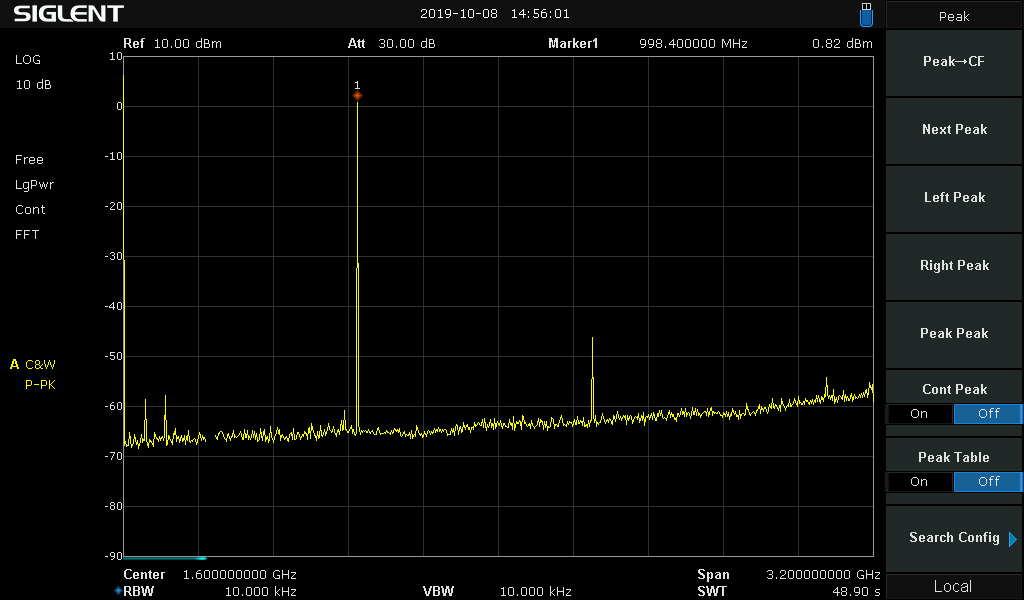 SIGLENT
2019-10-08 14:56:01
Peak
Ref 10.00 dBm Att 30.00 dB Marker1 998.400000 MHz 0.82 dBm
LOG
10 dB
Free
LgPwr
Cont
FFT
A C&W
P-PK
10
0
-10
-20
-30
-40
-50
-60
-70
-80
-90
1
Center 1.600000000 GHz Span 3.200000000 GHz
RBW 10.000 kHz VBW 10.000 kHz SWT 48.90 s
Peak→CF
Next Peak
Left Peak
Right Peak
Peak Peak
Cont Peak
On Off
Peak Table
On Off
Search Config
Local